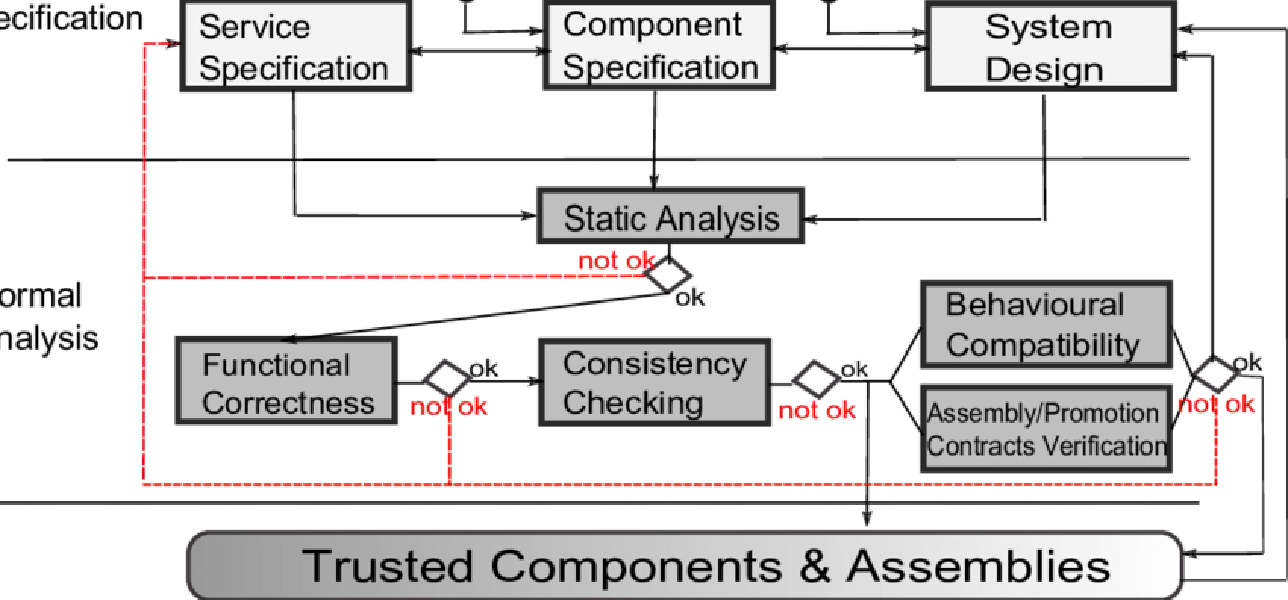 ecification
Service
Specification
Component
Specification
System
Design
Static Analysis
not ok
ok
ormal
nalysis
Functional
Correctness
ok
not ok
Consistency
Checking
ok
not ok
Behavioural
Compatibility
Assembly/Promotion
Contracts Verification
ok
not ok
Trusted Components & Assemblies